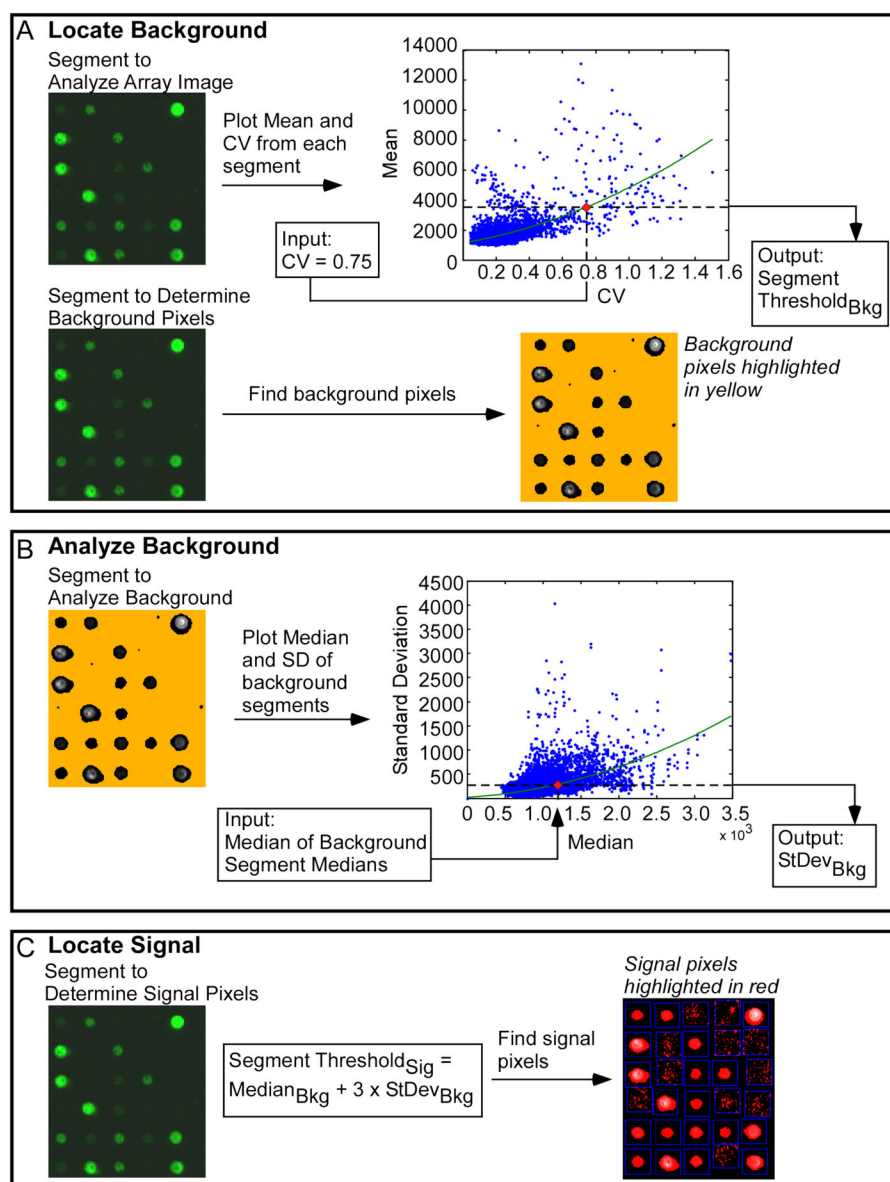 A Locate Background
Segment to
Analyze Array Image
Plot Mean and
CV from each
segment
Input:
CV = 0.75
14000
12000
10000
8000
6000
4000
2000
0
Mean
0.2 0.4 0.6 0.8 1.0 1.2 1.4 1.6
CV
Output:
Segment
Threshold_Bkg
Segment to Determine
Background Pixels
Find background pixels
Background
pixels highlighted
in yellow
B Analyze Background
Segment to
Analyze Background
Plot Median
and SD of
background
segments
4500
4000
3500
3000
2500
2000
1500
1000
500
Standard Deviation
0 0.5 1.0 1.5 2.0 2.5 3.0 3.5
x 10³
Median
Input:
Median of Background
Segment Medians
Output:
StDev_Bkg
C Locate Signal
Segment to
Determine Signal Pixels
Segment Threshold_Sig =
Median_Bkg + 3 x StDev_Bkg
Find signal
pixels
Signal pixels
highlighted in red